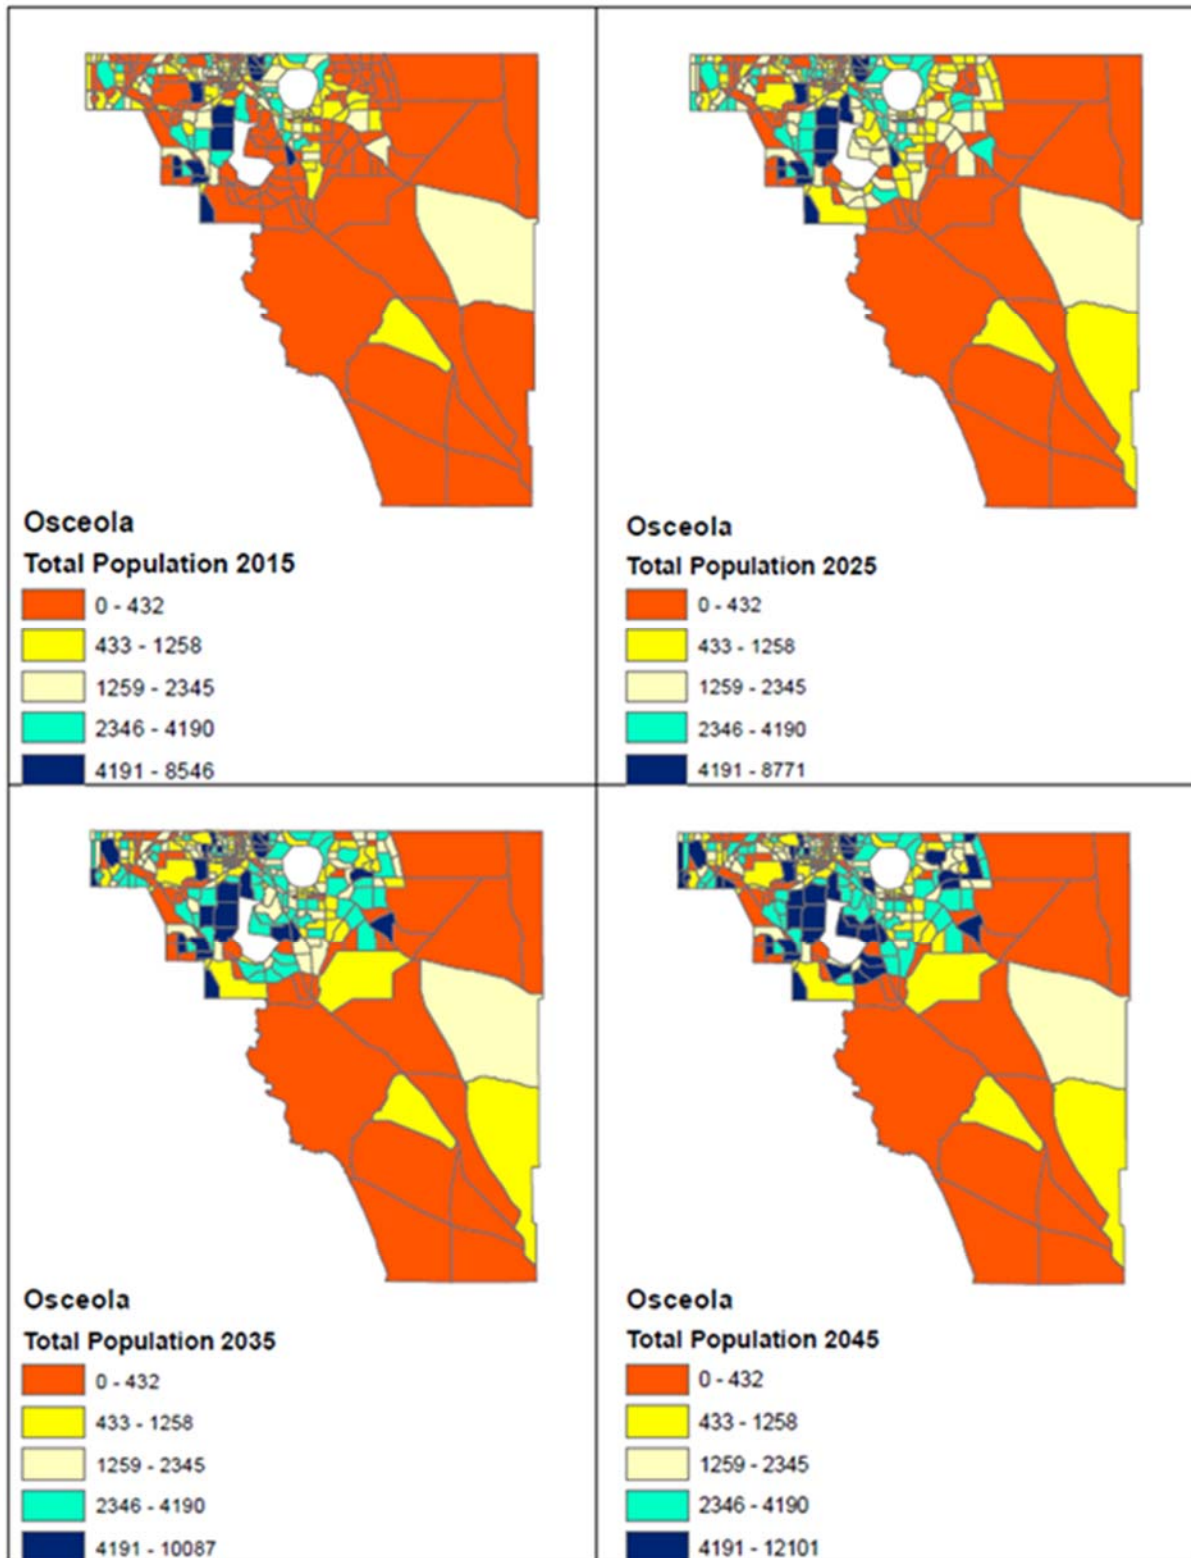 Osceola
Total Population 2015
0 - 432
433 - 1258
1259 - 2345
2346 - 4190
4191 - 8546
Osceola
Total Population 2025
0 - 432
433 - 1258
1259 - 2345
2346 - 4190
4191 - 8771
Osceola
Total Population 2035
0 - 432
433 - 1258
1259 - 2345
2346 - 4190
4191 - 10087
Osceola
Total Population 2045
0 - 432
433 - 1258
1259 - 2345
2346 - 4190
4191 - 12101